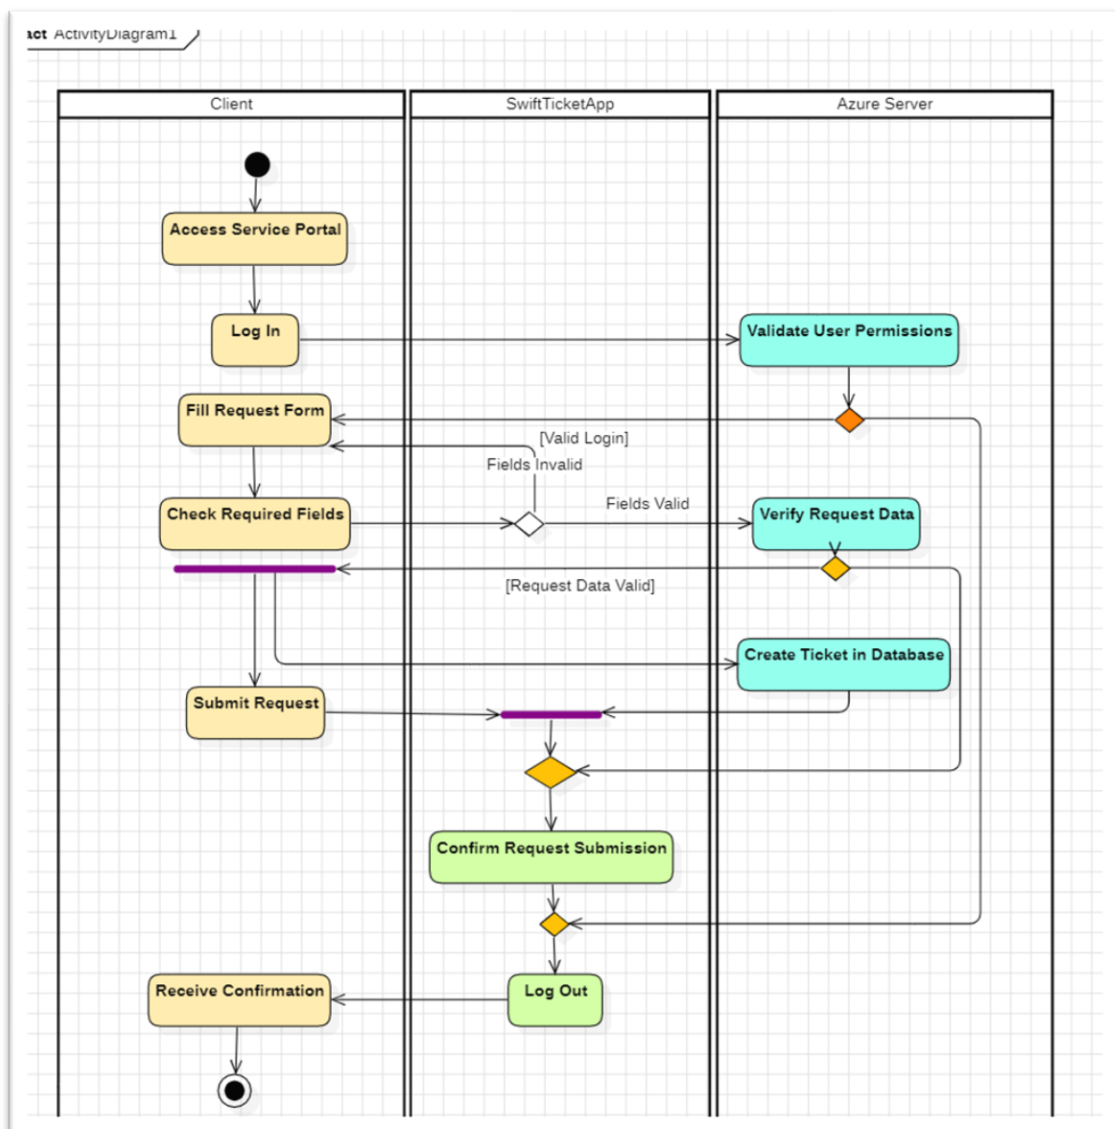 act ActivityDiagram1
Client
SwiftTicketApp
Azure Server
Access Service Portal
Log In
Validate User Permissions
Fill Request Form
[Valid Login]
Fields Invalid
Fields Valid
Check Required Fields
Verify Request Data
[Request Data Valid]
Create Ticket in Database
Submit Request
Confirm Request Submission
Receive Confirmation
Log Out